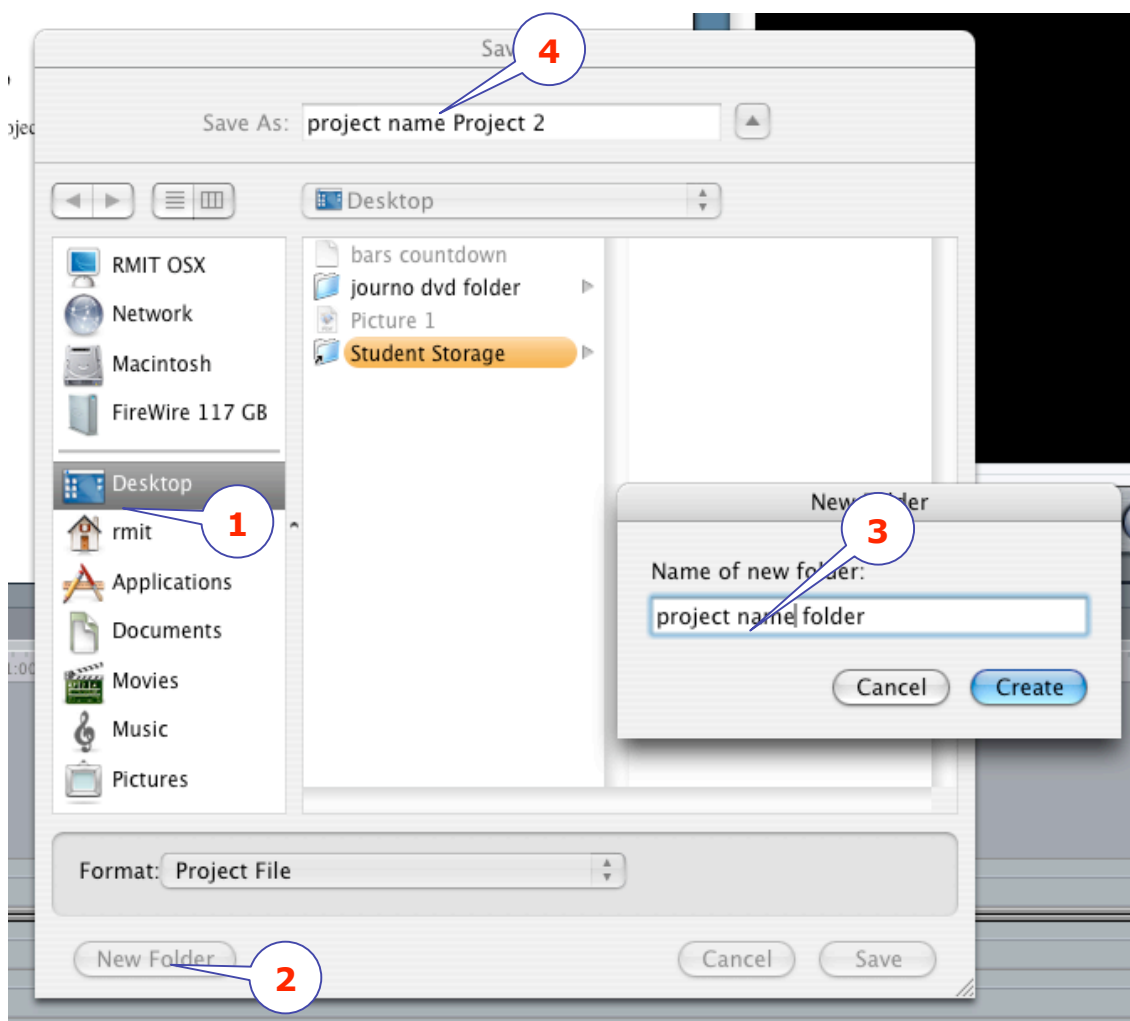 Sav
4
Save As: project name Project 2
Desktop
RMIT OSX
Network
Macintosh
FireWire 117 GB
Desktop
rmit
Applications
Documents
Movies
Music
Pictures
bars countdown
journo dvd folder
Picture 1
Student Storage
1
New Folder
3
Name of new folder:
project name folder
Cancel Create
Format: Project File
New Folder Cancel Save
2